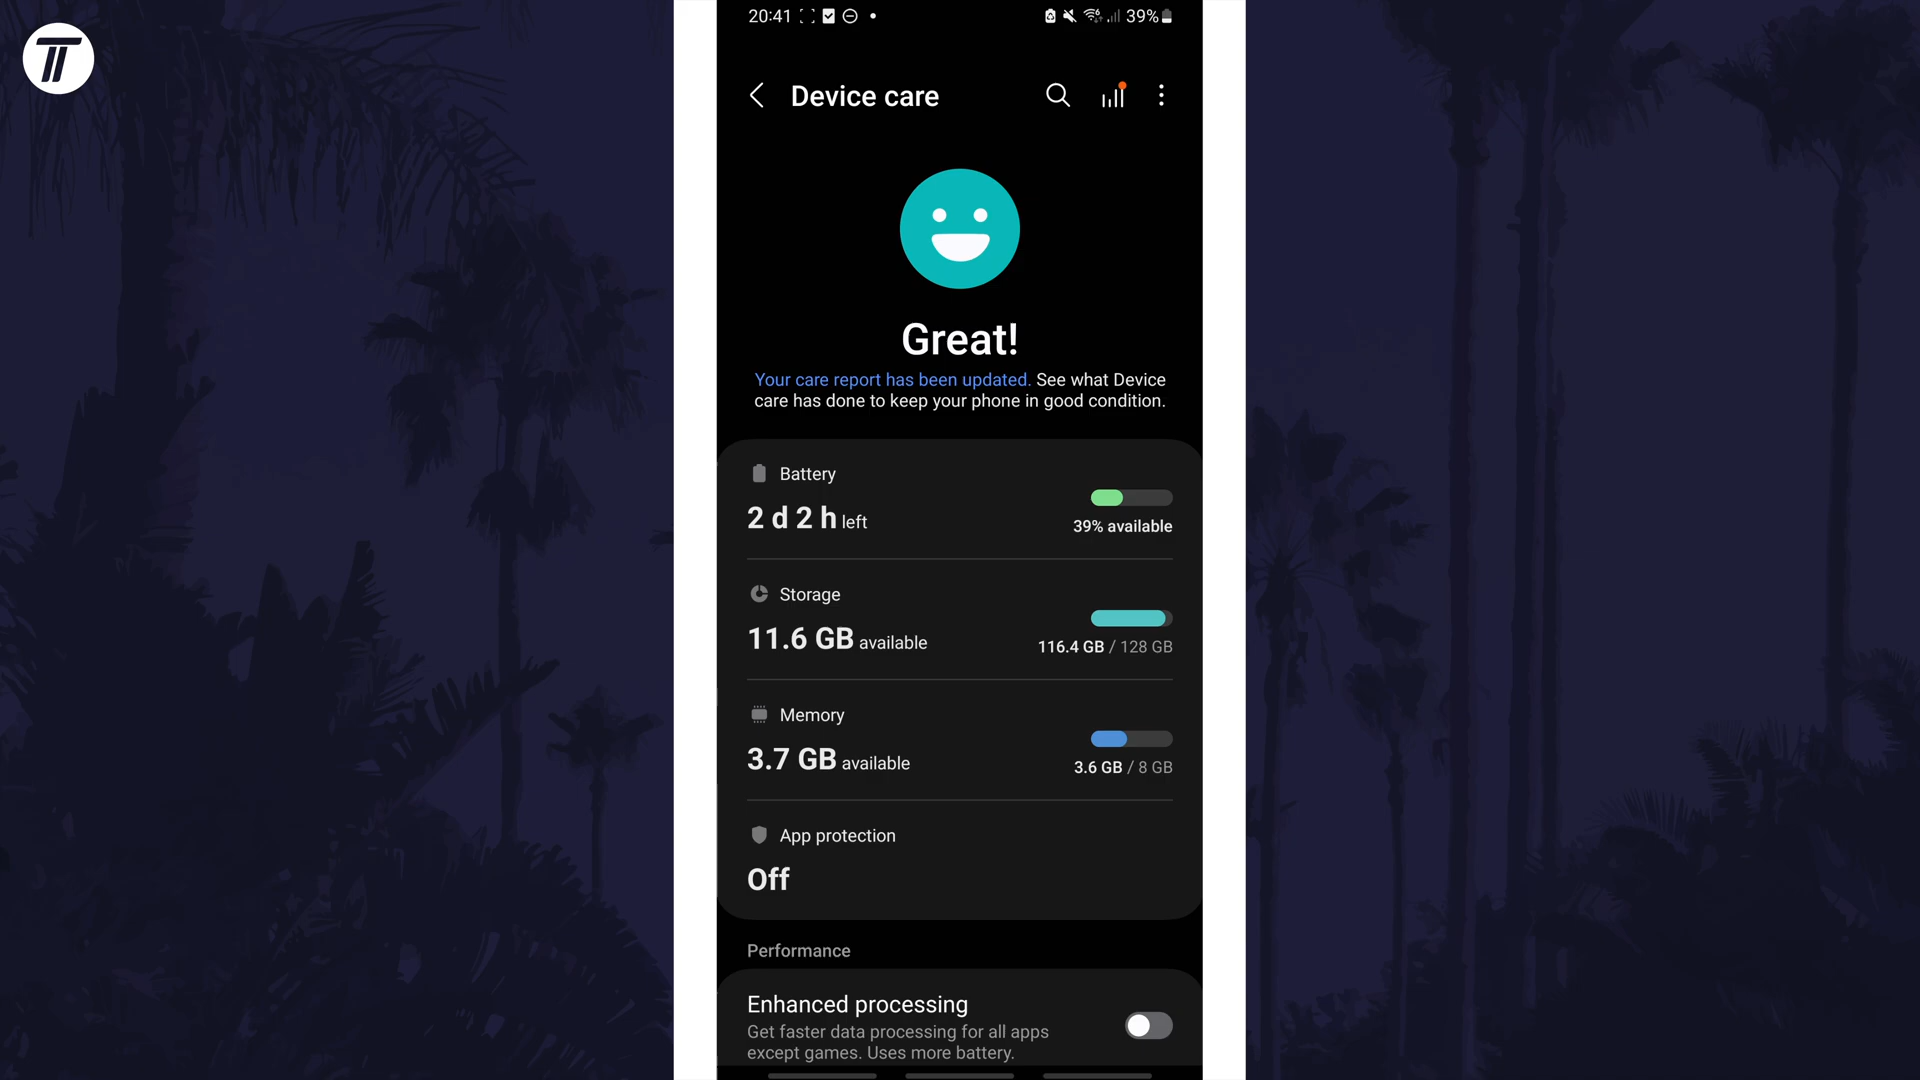 20:41
39%
Device care
Great!
Your care report has been updated. See what Device
care has done to keep your phone in good condition.
Battery
2 d 2 h left
39% available
Storage
11.6 GB available
116.4 GB / 128 GB
Memory
3.7 GB available
3.6 GB / 8 GB
App protection
Off
Performance
Enhanced processing
Get faster data processing for all apps
except games. Uses more battery.